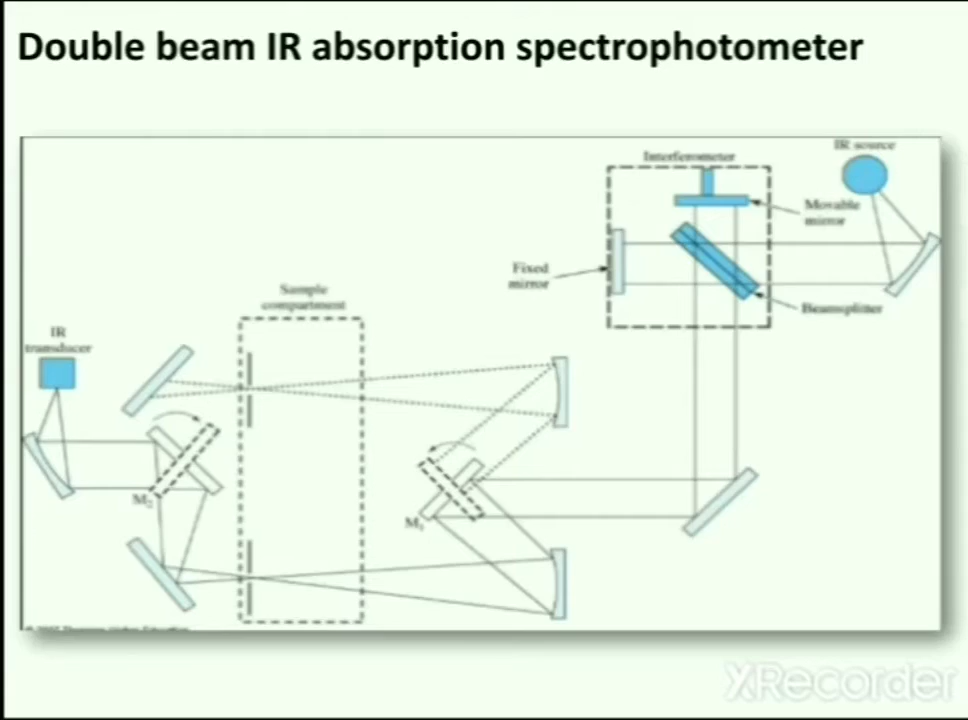 Double beam IR absorption spectrophotometer
IR source
Interferometer
Movable
mirror
Fixed
mirror
Beamsplitter
Sample
compartment
IR
transducer
M2
M1
XRecorder